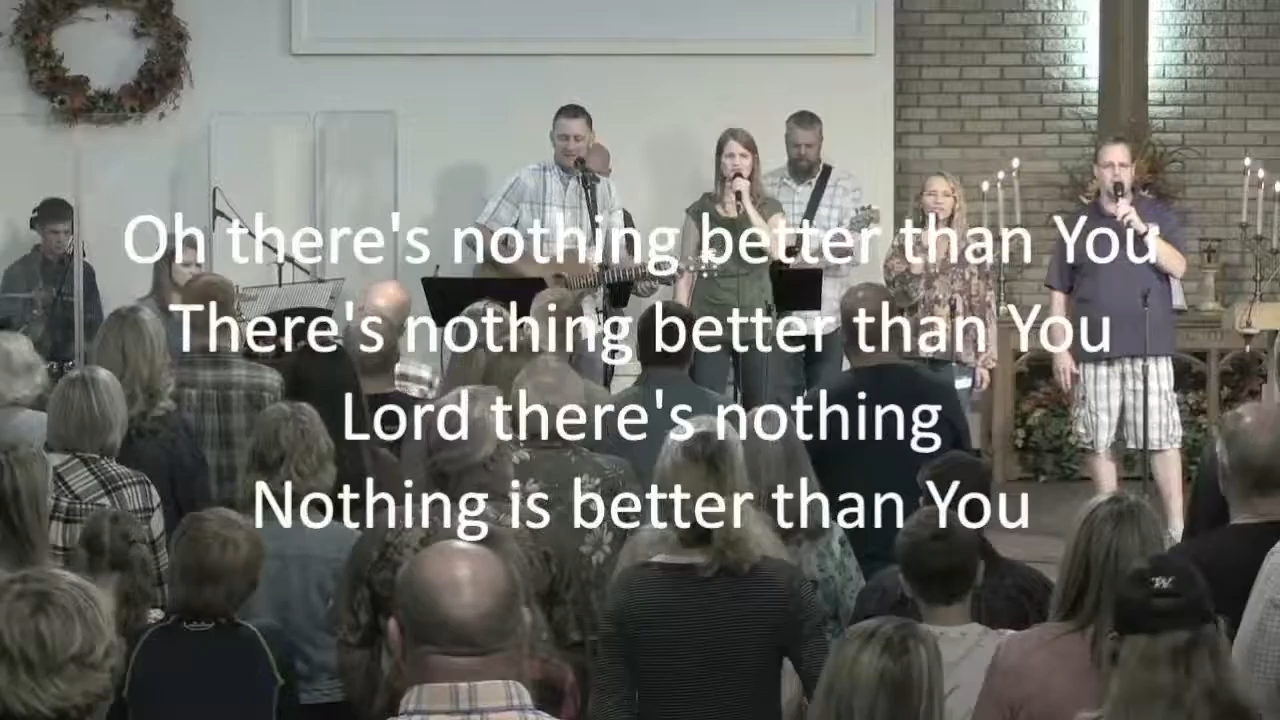 Oh there's nothing better than You
There's nothing better than You
Lord there's nothing
Nothing is better than You
W